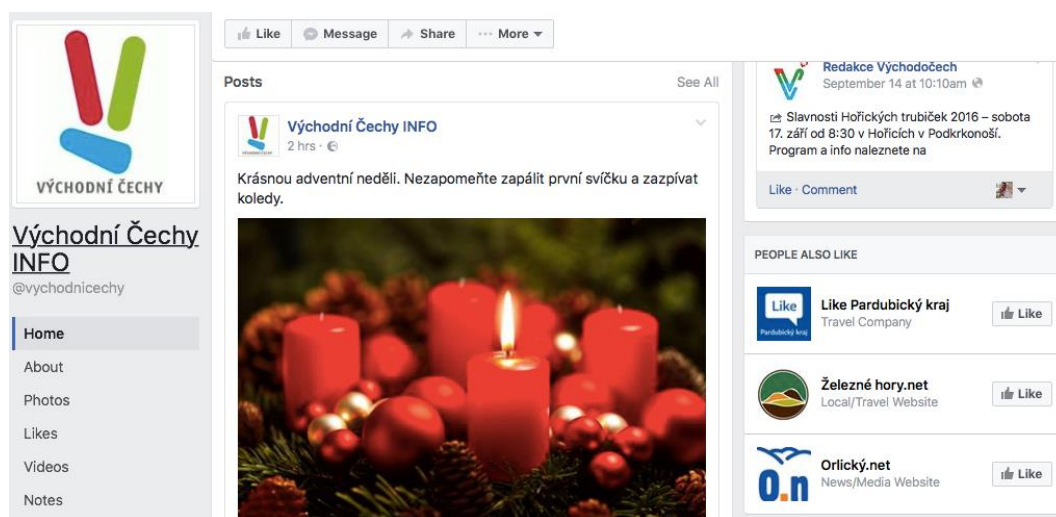 VÝCHODNÍ ČECHY
Východní Čechy
INFO
@vychodnicechy
Home
About
Photos
Likes
Videos
Notes
Like
Message
Share
More
Posts
See All
Východní Čechy INFO
2 hrs ·
Krásnou adventní neděli. Nezapomeňte zapálit první svíčku a zazpívat
koledy.
Redakce Východočech
September 14 at 10:10am
Slavnosti Hořických trubiček 2016 – sobota
17. září od 8:30 v Hořicích v Podkrkonoší.
Program a info naleznete na
Like · Comment
PEOPLE ALSO LIKE
Like
Pardubický kraj
Like Pardubický kraj
Travel Company
Like
Železné hory.net
Local/Travel Website
Like
O.n
Orlický.net
News/Media Website
Like